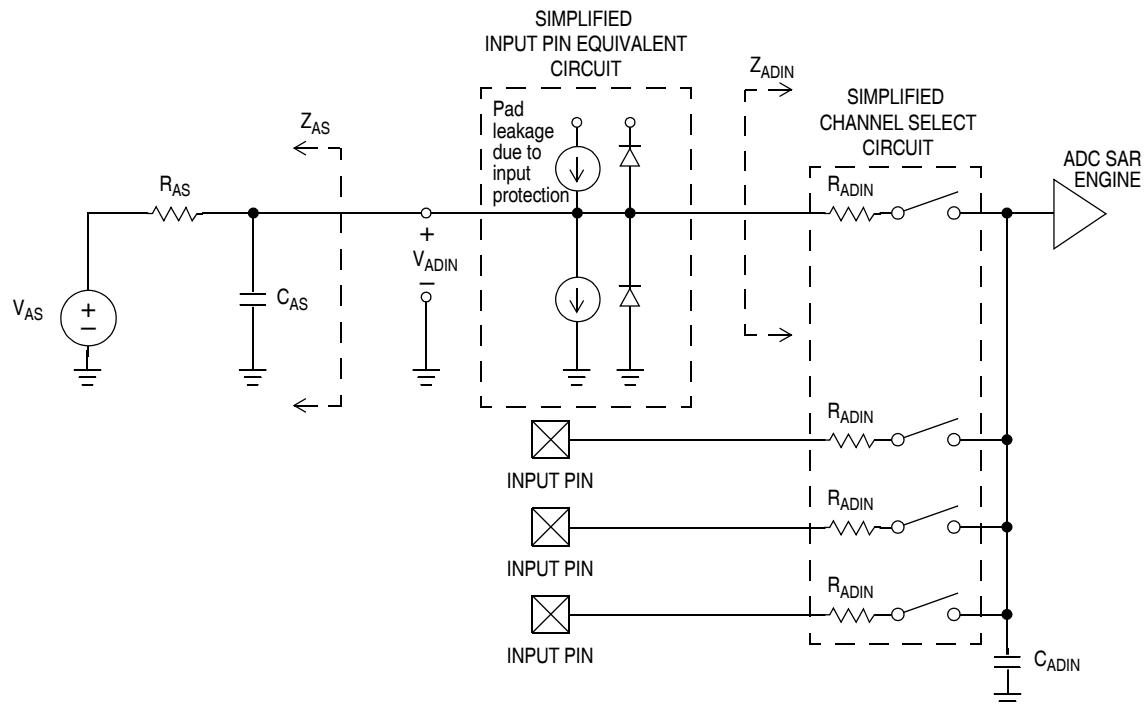 SIMPLIFIED
INPUT PIN EQUIVALENT
CIRCUIT
Z_ADIN
SIMPLIFIED
CHANNEL SELECT
CIRCUIT
Pad
leakage
due to
input
protection
Z_AS
R_AS
R_ADIN
ADC SAR
ENGINE
+
V_ADIN
–
V_AS
+
–
C_AS
R_ADIN
INPUT PIN
R_ADIN
INPUT PIN
R_ADIN
INPUT PIN
C_ADIN